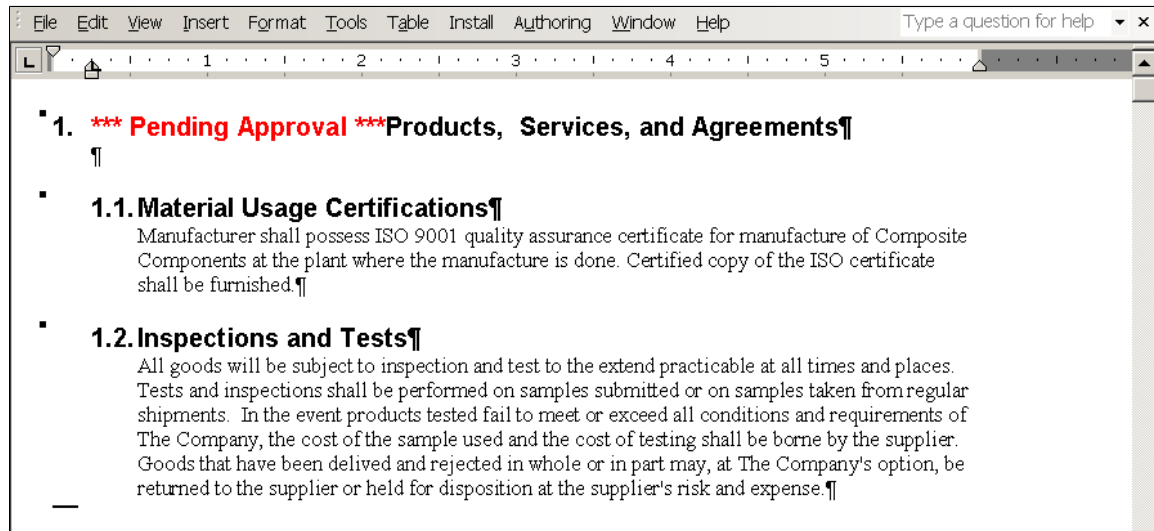 File Edit View Insert Format Tools Table Install Authoring Window Help Type a question for help
L 1 2 3 4 5
1. *** Pending Approval ***Products,  Services, and Agreements¶
¶
1.1. Material Usage Certifications¶
Manufacturer shall possess ISO 9001 quality assurance certificate for manufacture of Composite
Components at the plant where the manufacture is done. Certified copy of the ISO certificate
shall be furnished.¶
1.2. Inspections and Tests¶
All goods will be subject to inspection and test to the extend practicable at all times and places.
Tests and inspections shall be performed on samples submitted or on samples taken from regular
shipments.  In the event products tested fail to meet or exceed all conditions and requirements of
The Company, the cost of the sample used and the cost of testing shall be borne by the supplier.
Goods that have been delived and rejected in whole or in part may, at The Company's option, be
returned to the supplier or held for disposition at the supplier's risk and expense.¶